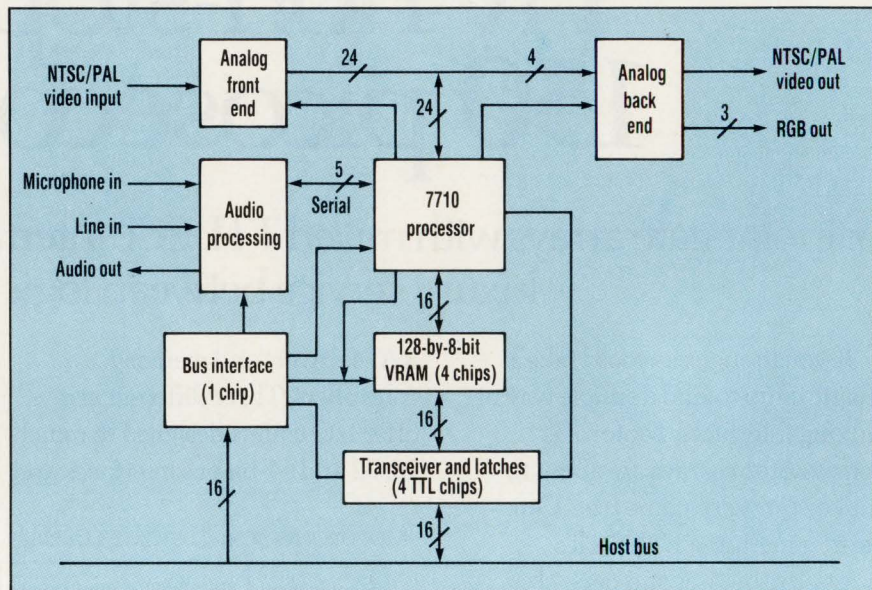 NTSC/PAL
video input
Analog
front
end
24
4
24
Analog
back
end
NTSC/PAL
video out
3
RGB out
Microphone in
Line in
Audio out
Audio
processing
5
Serial
7710
processor
16
Bus interface
(1 chip)
128-by-8-bit
VRAM (4 chips)
16
Transceiver and latches
(4 TTL chips)
16
16
Host bus